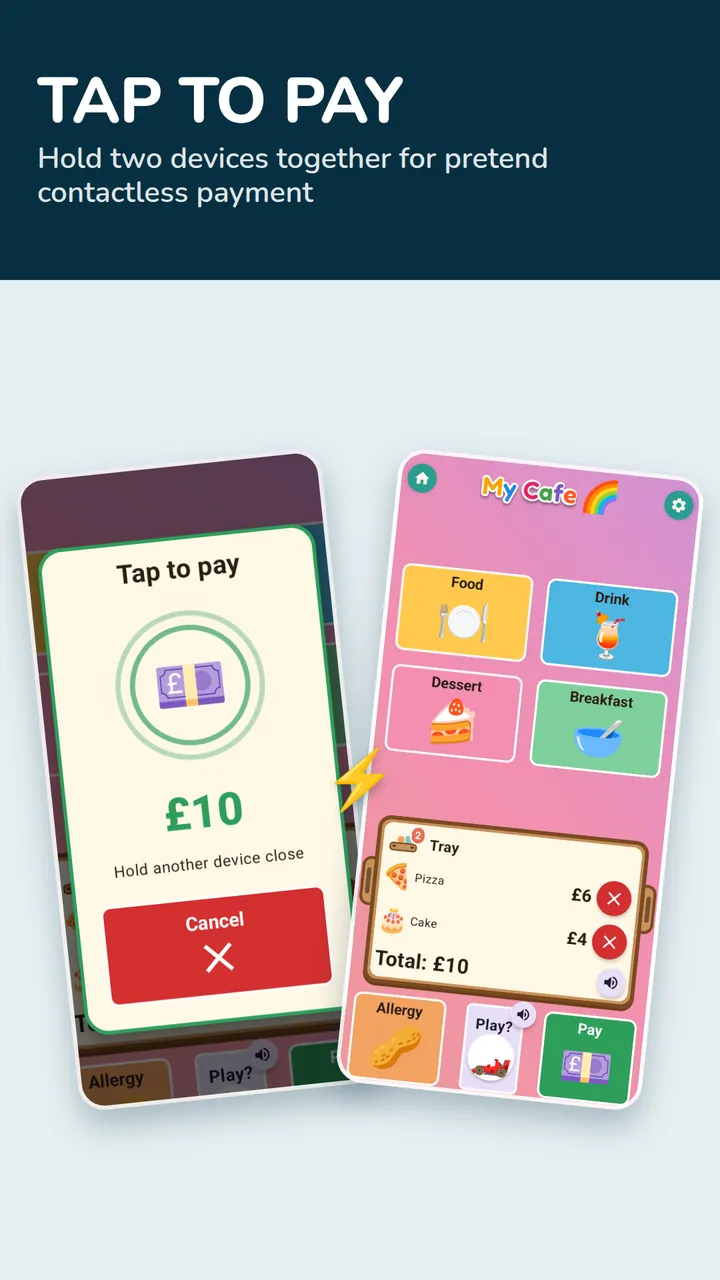 TAP TO PAY
Hold two devices together for pretend
contactless payment
Tap to pay
£
£10
Hold another device close
Cancel
Allergy
Play?
My Cafe
Food
Drink
Dessert
Breakfast
2
Tray
Pizza
£6
Cake
£4
Total: £10
Allergy
Play?
Pay
£